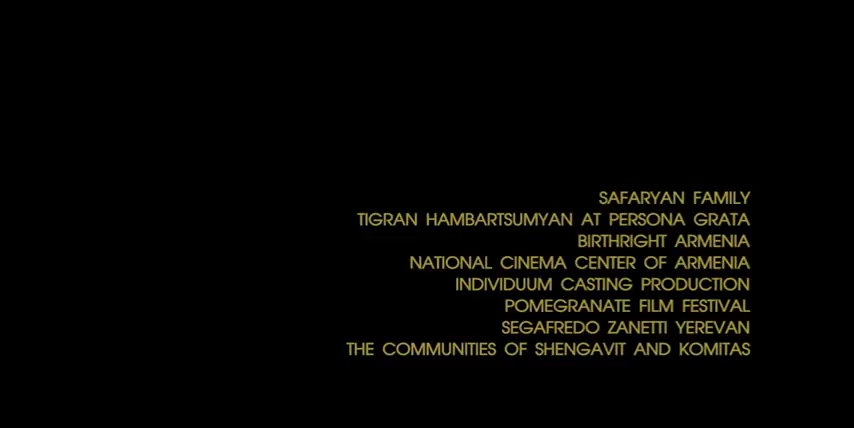 SAFARYAN FAMILY
TIGRAN HAMBARTSUMYAN AT PERSONA GRATA
BIRTHRIGHT ARMENIA
NATIONAL CINEMA CENTER OF ARMENIA
INDIVIDUUM CASTING PRODUCTION
POMEGRANATE FILM FESTIVAL
SEGAFREDO ZANETTI YEREVAN
THE COMMUNITIES OF SHENGAVIT AND KOMITAS